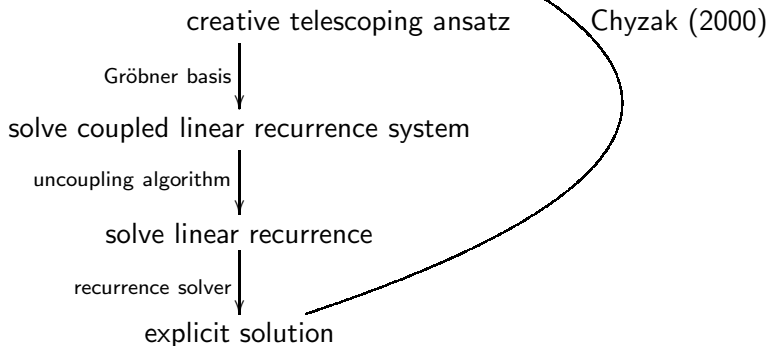 creative telescoping ansatz
Chyzak (2000)
Gröbner basis
solve coupled linear recurrence system
uncoupling algorithm
solve linear recurrence
recurrence solver
explicit solution